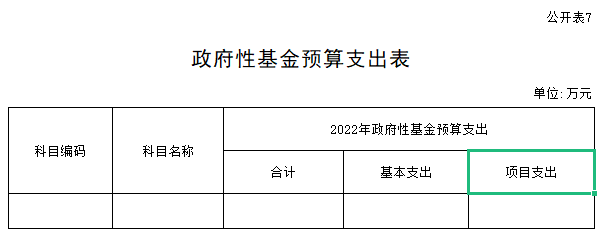 公开表7
政府性基金预算支出表
单位:万元
科目编码 科目名称 2022年政府性基金预算支出
合计 基本支出 项目支出